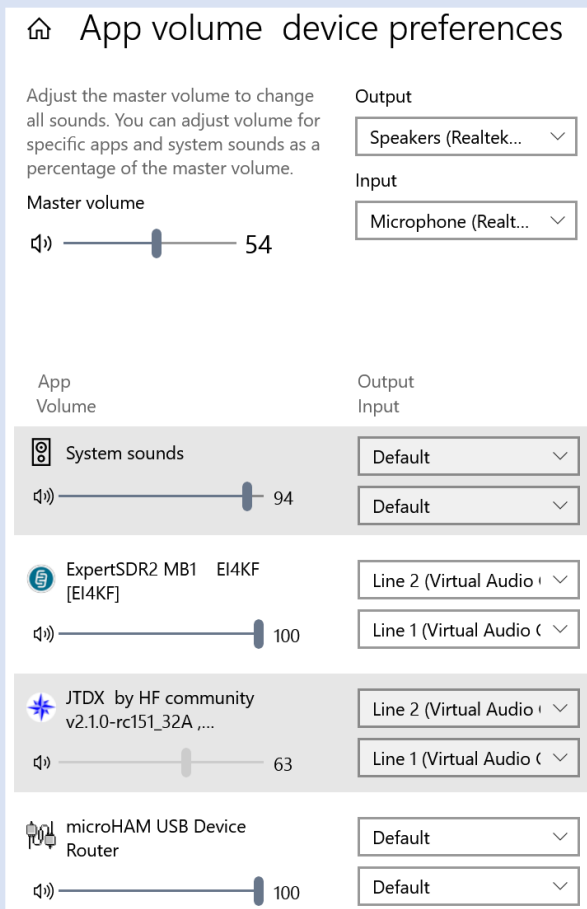 App volume device preferences
Adjust the master volume to change
all sounds. You can adjust volume for
specific apps and system sounds as a
percentage of the master volume.
Master volume
54
Output
Speakers (Realtek...
Input
Microphone (Realt...
App
Volume
Output
Input
System sounds
94
Default
Default
ExpertSDR2 MB1 EI4KF
[EI4KF]
100
Line 2 (Virtual Audio
Line 1 (Virtual Audio C
JTDX by HF community
v2.1.0-rc151_32A ,...
63
Line 2 (Virtual Audio
Line 1 (Virtual Audio C
microHAM USB Device
Router
100
Default
Default